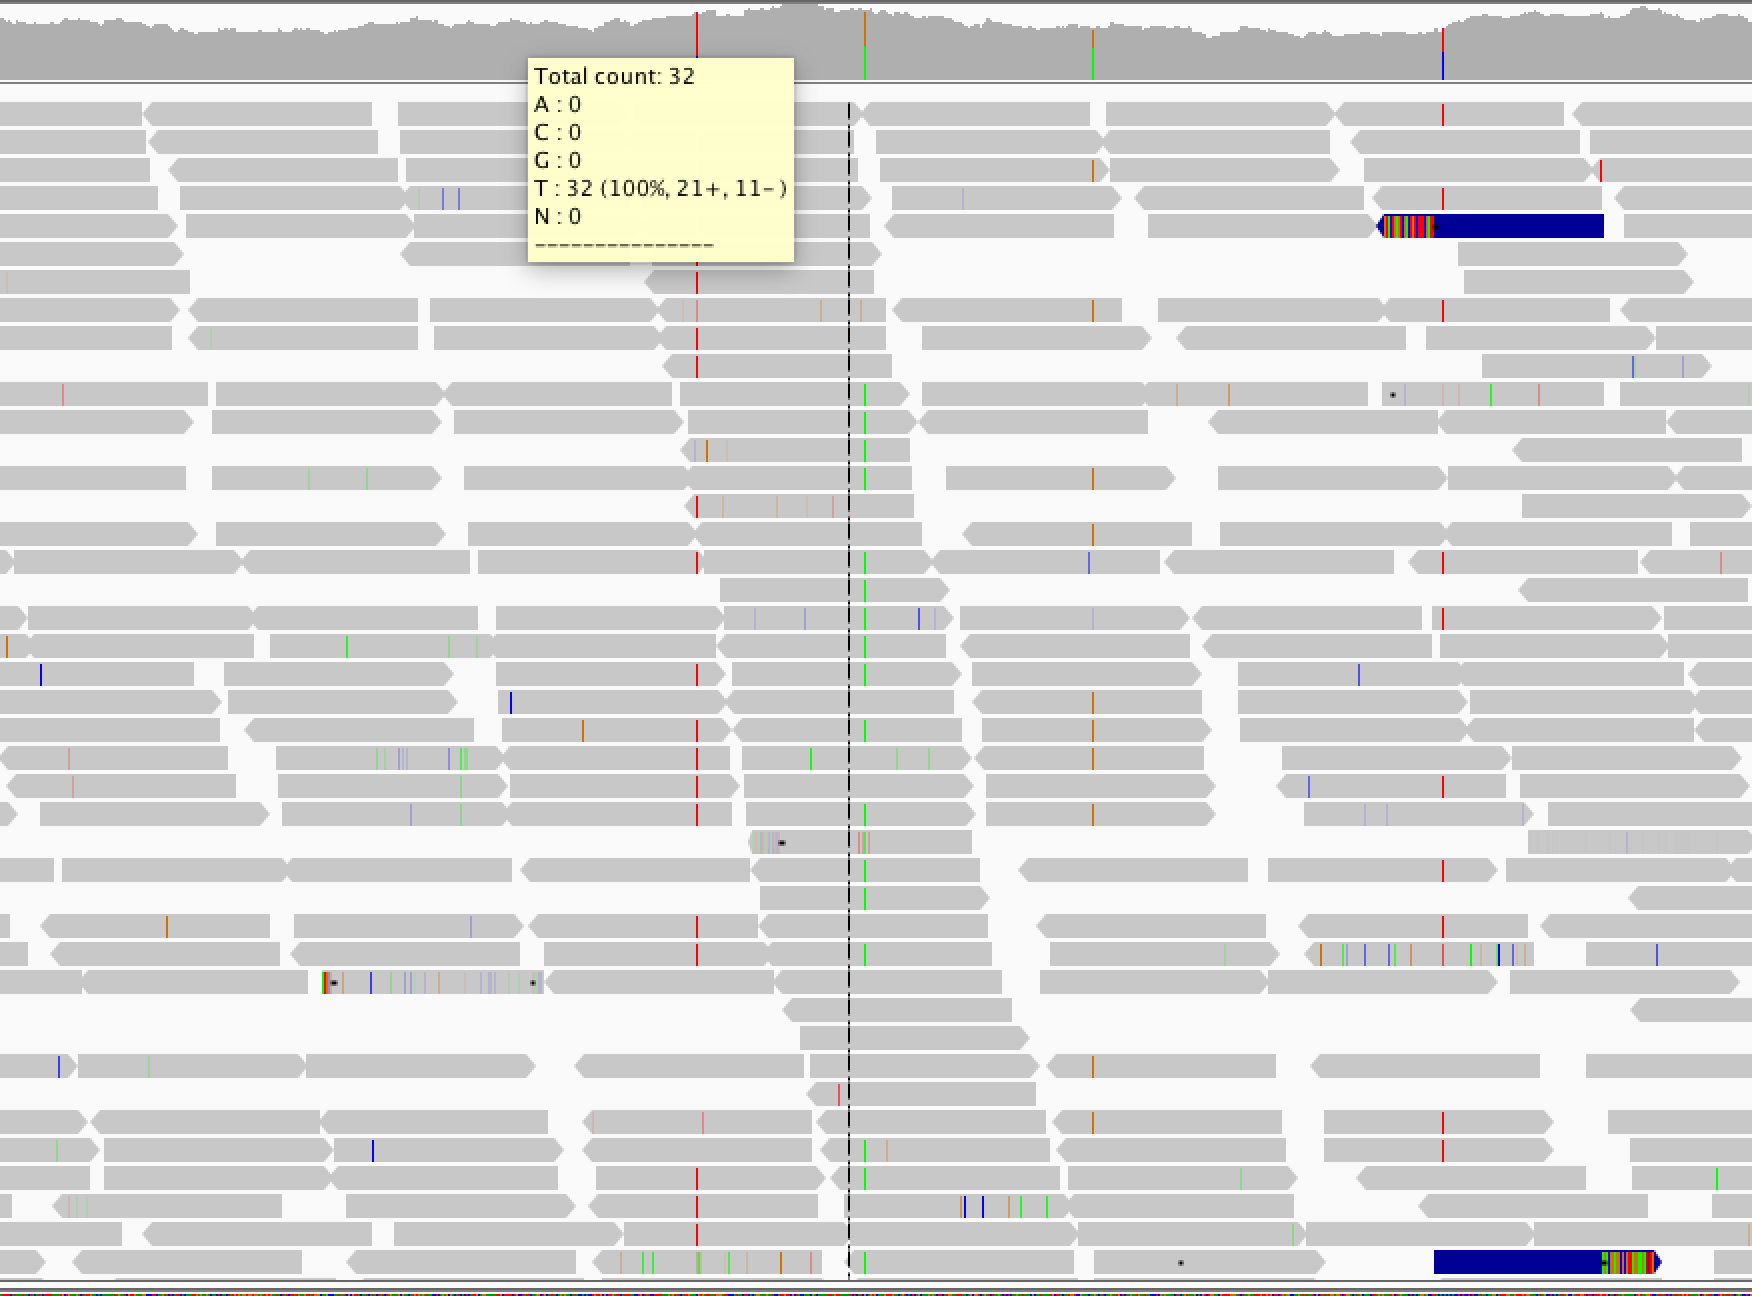 Total count: 32
A : 0
C : 0
G : 0
T : 32 (100%, 21+, 11- )
N : 0
---------------